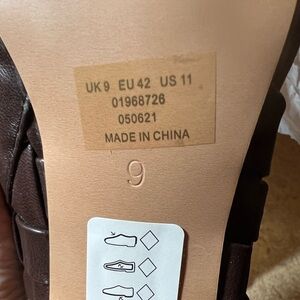 UK 9 EU 42 US 11
01968726
050621
MADE IN CHINA
9